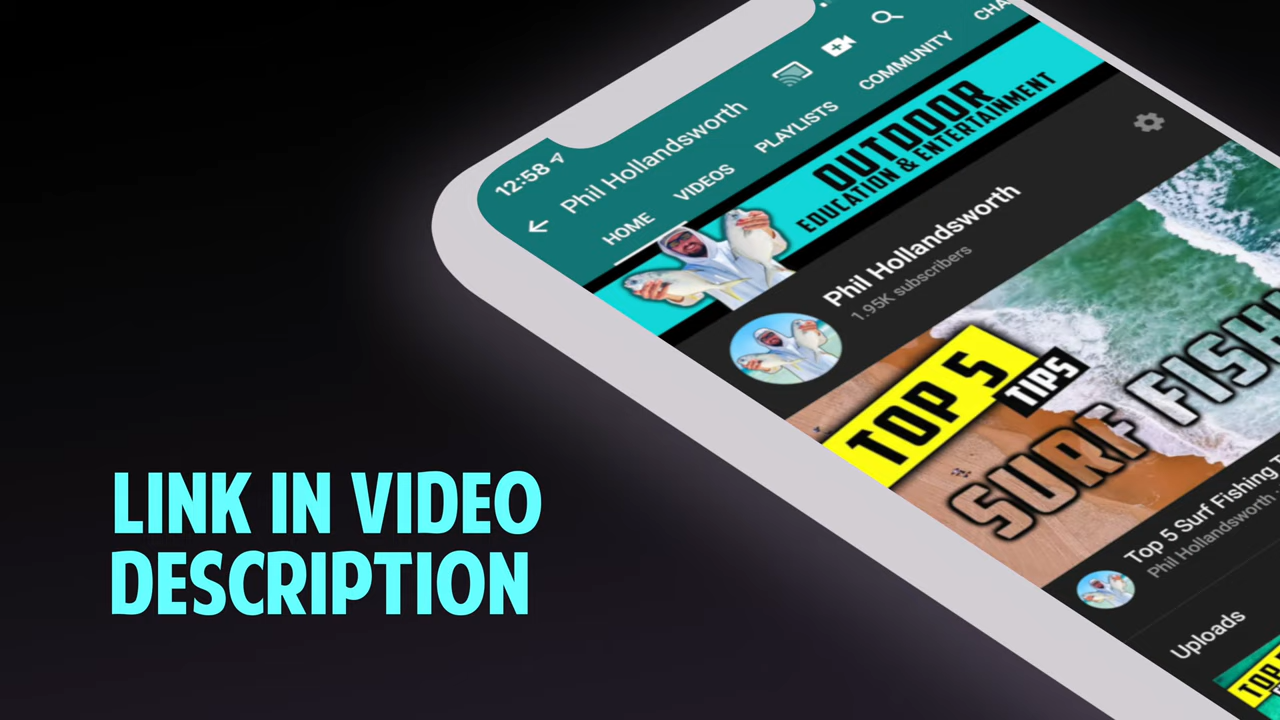 12:58
Phil Hollandsworth
HOME VIDEOS PLAYLISTS COMMUNITY
OUTDOOR
EDUCATION & ENTERTAINMENT
Phil Hollandsworth
1.95K subscribers
TOP 5
TIPS
SURF
Top 5 Surf Fishing
Phil Hollandsworth
Uploads
TOP
LINK IN VIDEO
DESCRIPTION